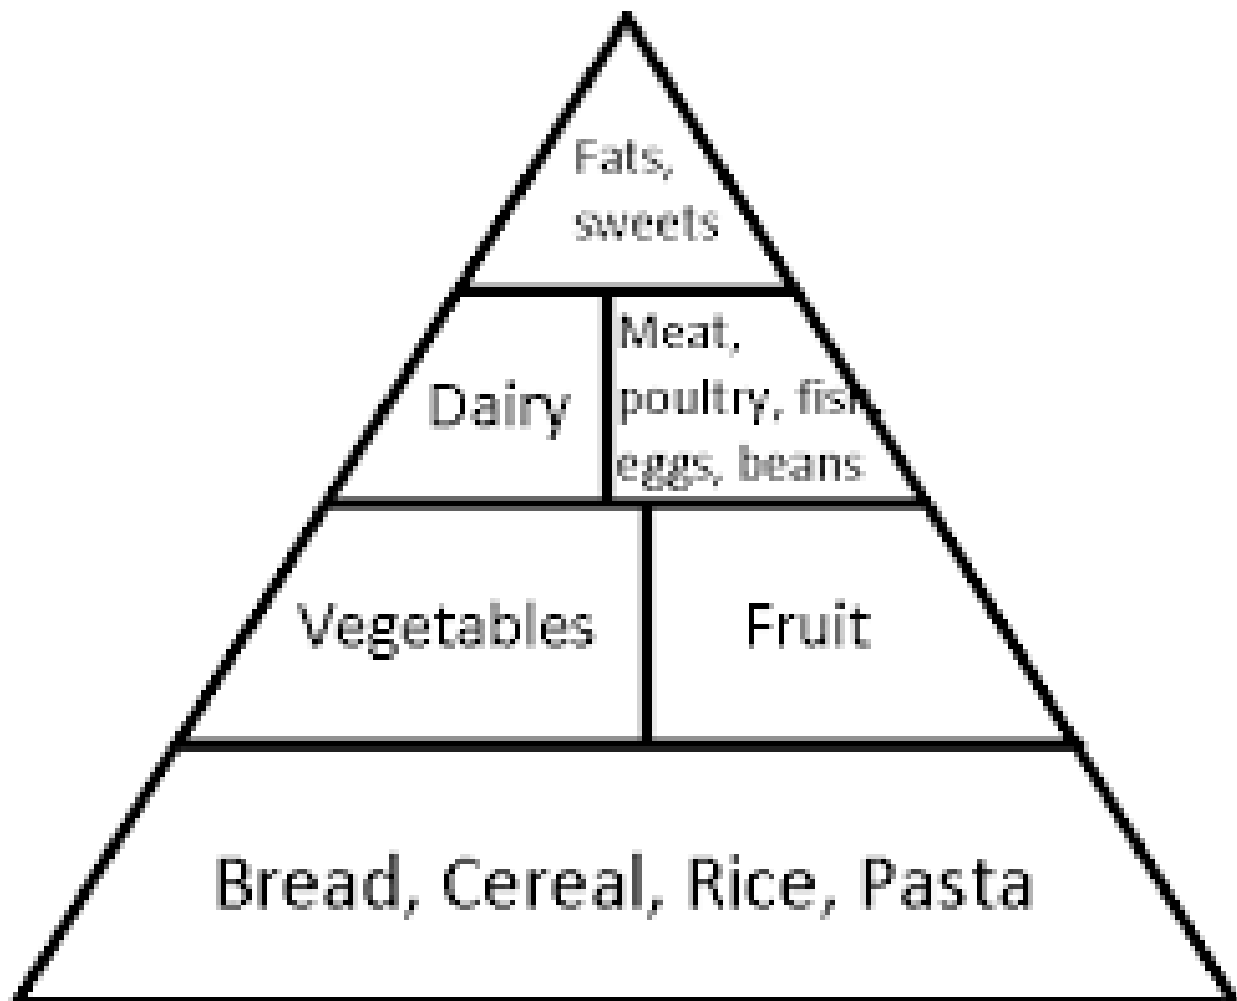 Fats,
sweets
Dairy
Meat,
poultry, fish
eggs, beans
Vegetables
Fruit
Bread, Cereal, Rice, Pasta